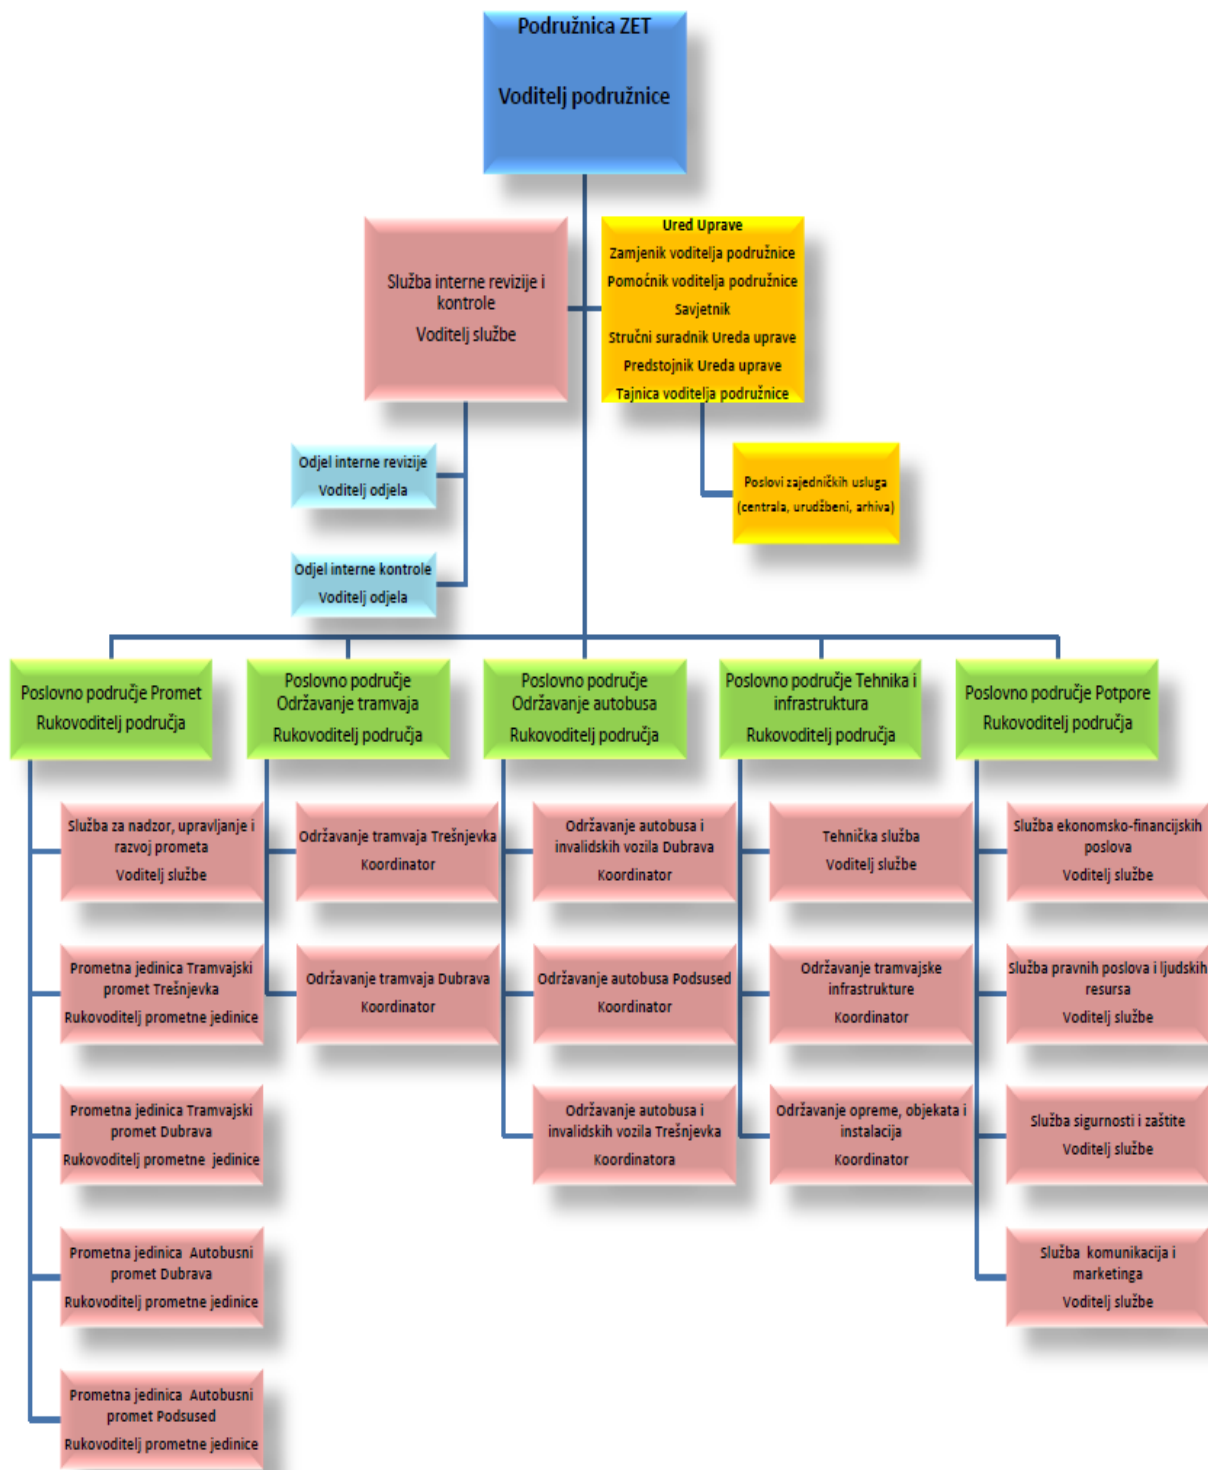 Podružnica ZET
Voditelj podružnice
Služba interne revizije i
kontrole
Voditelj službe
Ured Uprave
Zamjenik voditelja podružnice
Pomoćnik voditelja podružnice
Savjetnik
Stručni suradnik Ureda uprave
Predstojnik Ureda uprave
Tajnica voditelja podružnice
Odjel interne revizije
Voditelj odjela
Poslovi zajedničkih usluga
(centrala, urudžbeni, arhiva)
Odjel interne kontrole
Voditelj odjela
Poslovno područje Promet
Rukovoditelj područja
Služba za nadzor, upravljanje i
razvoj prometa
Voditelj službe
Prometna jedinica Tramvajski
promet Trešnjevka
Rukovoditelj prometne jedinice
Prometna jedinica Tramvajski
promet Dubrava
Rukovoditelj prometne jedinice
Prometna jedinica Autobusni
promet Dubrava
Rukovoditelj prometne jedinice
Prometna jedinica Autobusni
promet Podsused
Rukovoditelj prometne jedinice
Poslovno područje
Održavanje tramvaja
Rukovoditelj područja
Održavanje tramvaja Trešnjevka
Koordinator
Održavanje tramvaja Dubrava
Koordinator
Poslovno područje
Održavanje autobusa
Rukovoditelj područja
Održavanje autobusa i
invalidskih vozila Dubrava
Koordinator
Održavanje autobusa Podsused
Koordinator
Održavanje autobusa i
invalidskih vozila Trešnjevka
Koordinatora
Poslovno područje Tehnika i
infrastruktura
Rukovoditelj područja
Tehnička služba
Voditelj službe
Održavanje tramvajske
infrastrukture
Koordinator
Održavanje opreme, objekata i
instalacija
Koordinator
Poslovno područje Potpore
Rukovoditelj područja
Služba ekonomsko-financijskih
poslova
Voditelj službe
Služba pravnih poslova i ljudskih
resursa
Voditelj službe
Služba sigurnosti i zaštite
Voditelj službe
Služba komunikacija i
marketinga
Voditelj službe